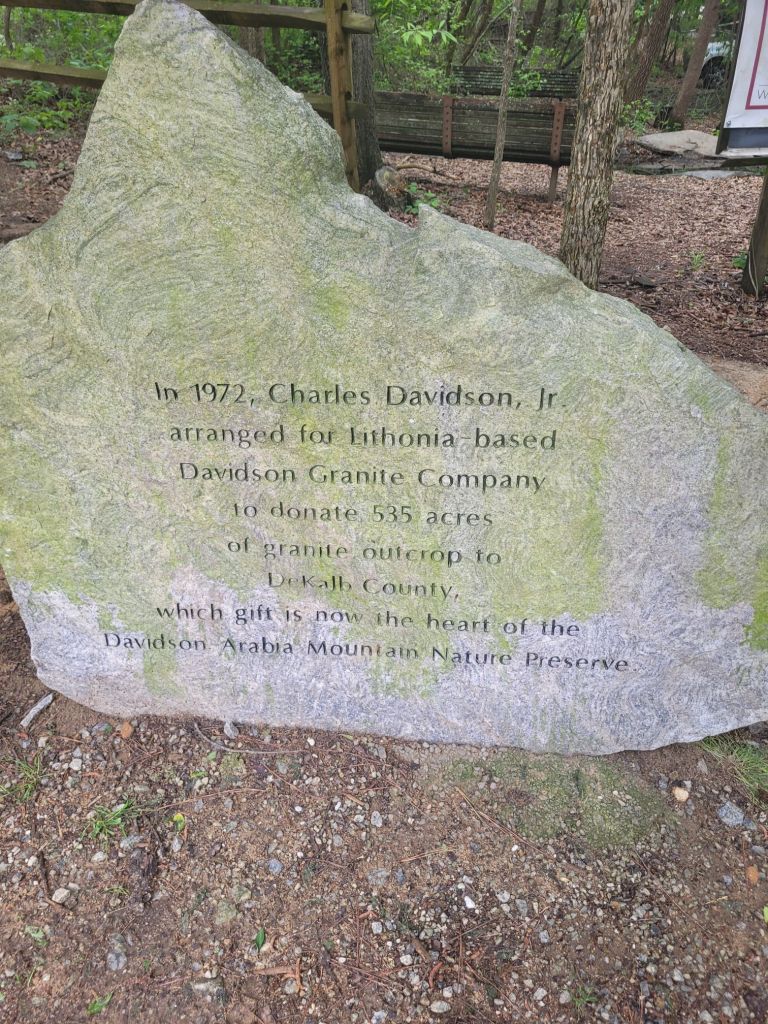 In 1972, Charles Davidson, Jr.
arranged for Lithonia-based
Davidson Granite Company
to donate 535 acres
of granite outcrop to
DeKalb County,
which gift is now the heart of the
Davidson Arabia Mountain Nature Preserve.